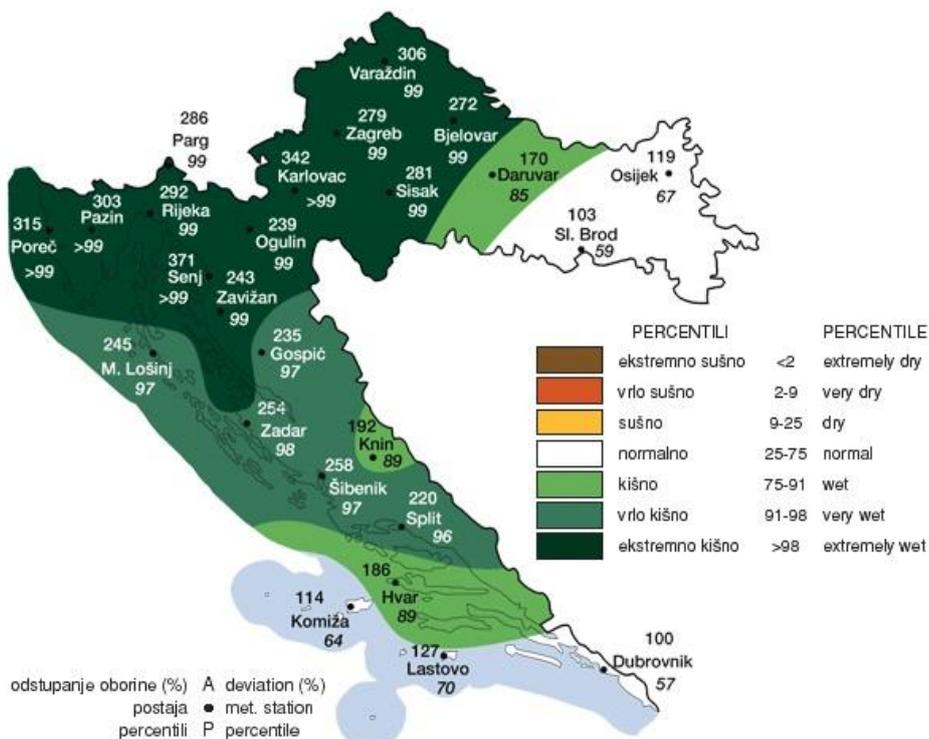 306
Varaždin
99
279
Zagreb
99
272
Bjelovar
99
286
Parg
99
342
Karlovac
>99
281
Sisak
99
170
Daruvar
85
119
Osijek
67
103
Sl. Brod
59
315
Poreč
>99
303
Pazin
>99
292
Rijeka
99
239
Ogulin
99
371
Senj
>99
243
Zavižan
99
245
M. Lošinj
97
235
Gospić
97
254
Zadar
98
192
Knin
89
258
Šibenik
97
220
Split
96
186
Hvar
89
114
Komiža
64
127
Lastovo
70
100
Dubrovnik
57
PERCENTILI PERCENTILE
ekstremno sušno <2 extremely dry
vrlo sušno 2-9 very dry
sušno 9-25 dry
normalno 25-75 normal
kišno 75-91 wet
vrlo kišno 91-98 very wet
ekstremno kišno >98 extremely wet
odstupanje oborine (%) A deviation (%)
postaja met. station
percentili P percentile